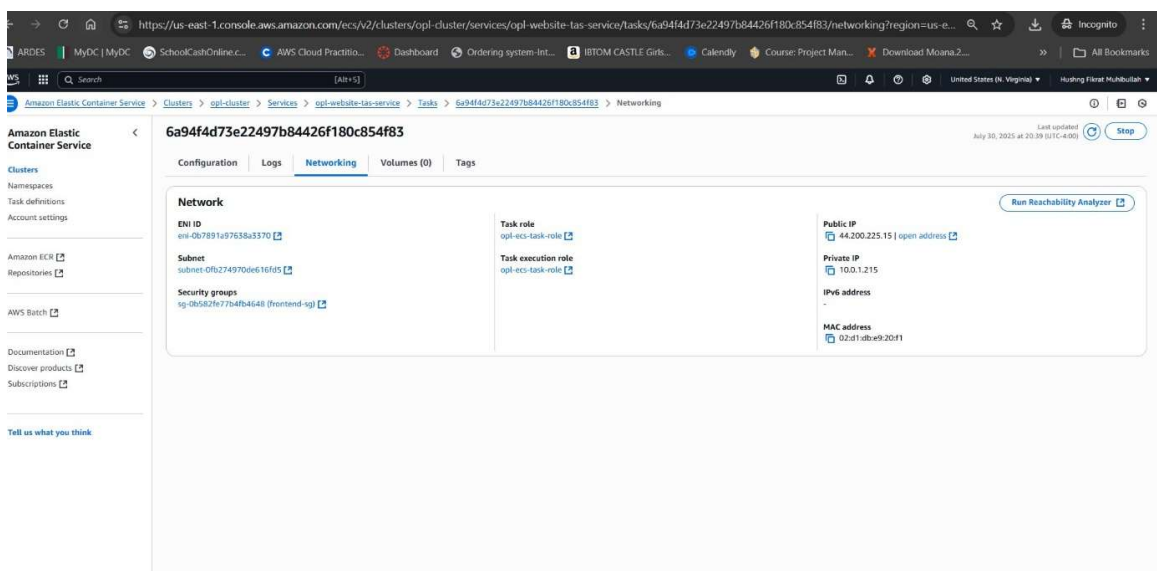 https://us-east-1.console.aws.amazon.com/ecs/v2/clusters/opl-cluster/services/opl-website-tas-service/tasks/6a94f4d73e22497b84426f180c854f83/networking?region=us-e...
Incognito
ARDES
MyDC | MyDC
SchoolCashOnline.c...
AWS Cloud Practitio...
Dashboard
Ordering system-Int...
IBTOM CASTLE Girls...
Calendly
Course: Project Man...
Download Moana.2....
»
All Bookmarks
Search
[Alt+S]
United States (N. Virginia)
Hushng Fikrat Muhibullah
Amazon Elastic Container Service > Clusters > opl-cluster > Services > opl-website-tas-service > Tasks > 6a94f4d73e22497b84426f180c854f83 > Networking
Amazon Elastic
Container Service
Clusters
Namespaces
Task definitions
Account settings
Amazon ECR
Repositories
AWS Batch
Documentation
Discover products
Subscriptions
Tell us what you think
6a94f4d73e22497b84426f180c854f83
Last updated
July 30, 2025 at 20:39 (UTC-4:00)
Stop
Configuration
Logs
Networking
Volumes (0)
Tags
Network
Run Reachability Analyzer
ENI ID
eni-0b7891a97638a3370
Subnet
subnet-0fb274970de616fd5
Security groups
sg-0b582fe77b4fb4648 (frontend-sg)
Task role
opl-ecs-task-role
Task execution role
opl-ecs-task-role
Public IP
44.200.225.15 | open address
Private IP
10.0.1.215
IPv6 address
-
MAC address
02:d1:db:e9:20:f1